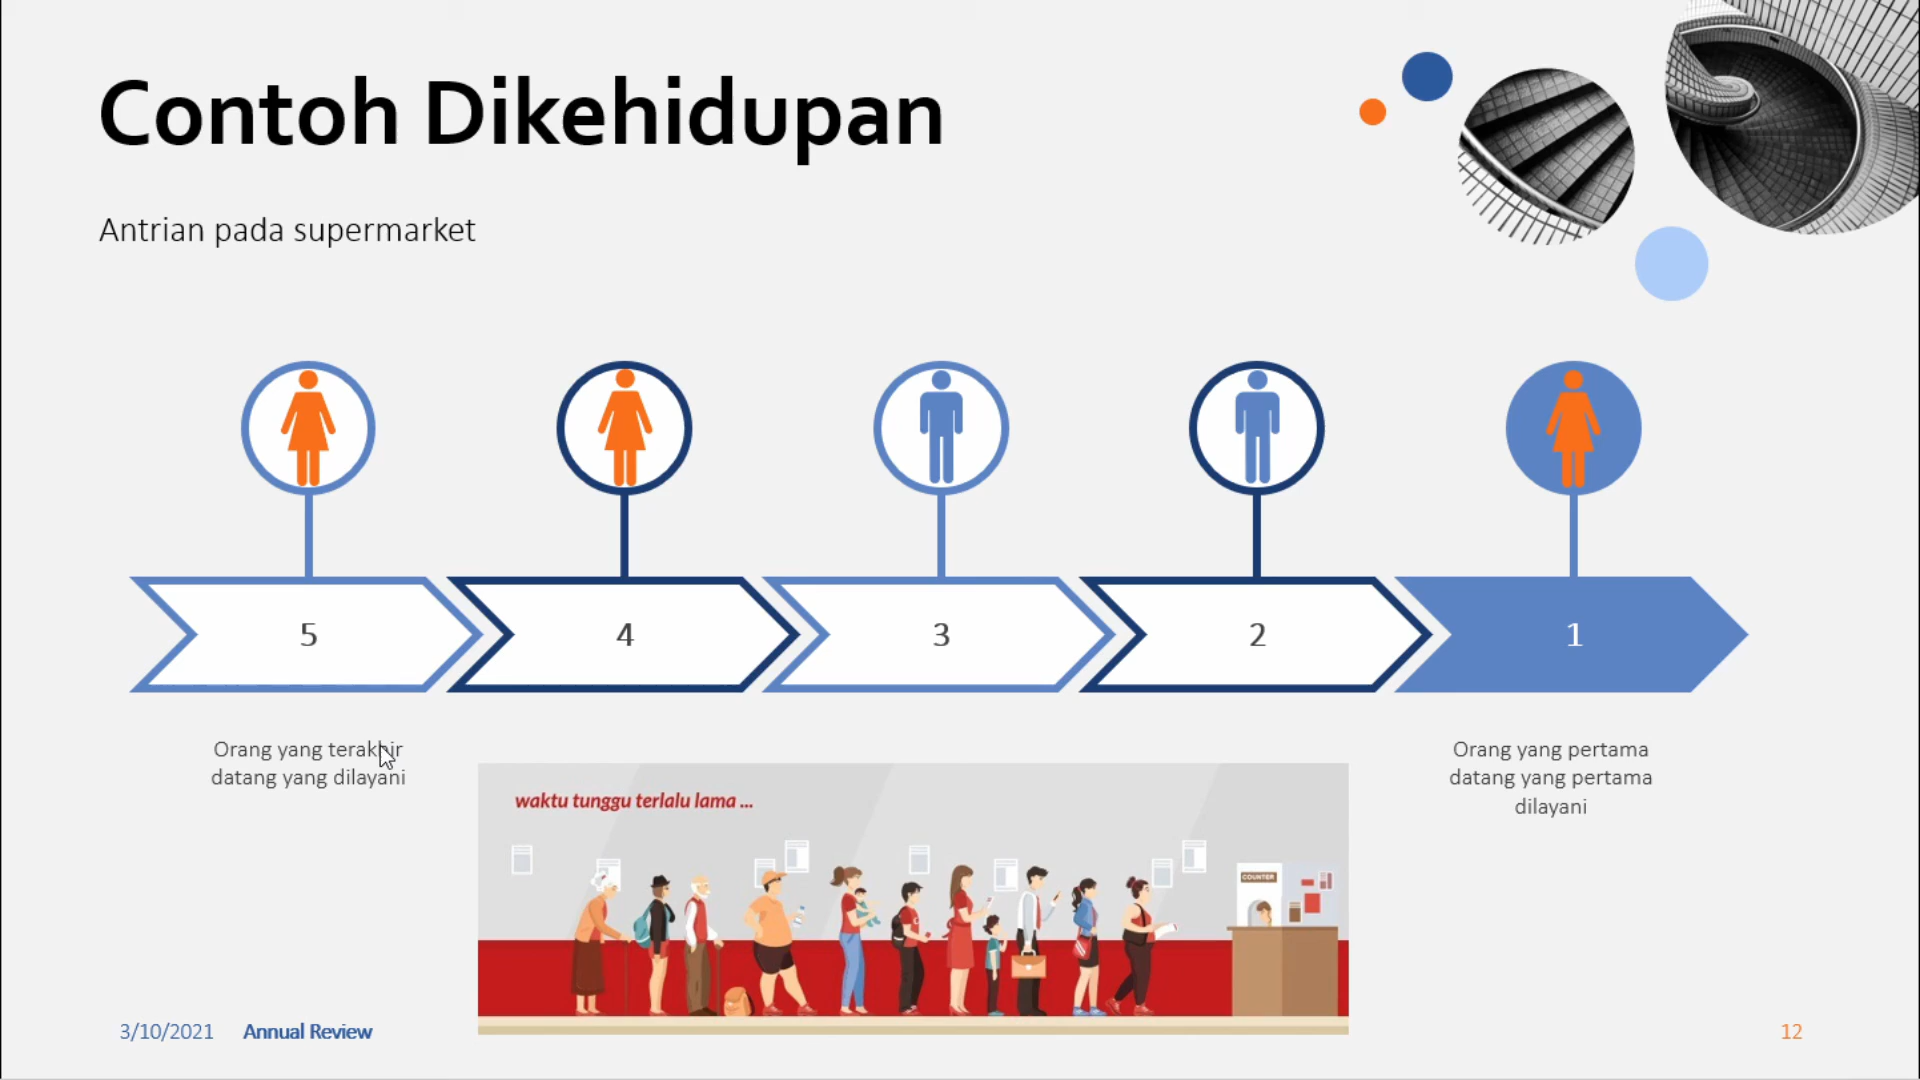 Contoh Dikehidupan
Antrian pada supermarket
5
4
3
2
1
Orang yang terakhir
datang yang dilayani
Orang yang pertama
datang yang pertama
dilayani
waktu tunggu terlalu lama ...
COUNTER
3/10/2021
Annual Review
12